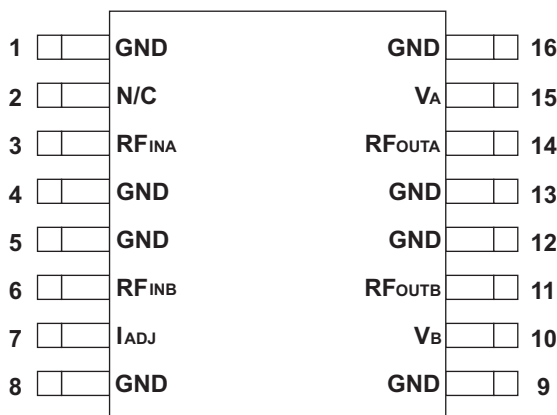 1 GND GND 16
2 N/C VA 15
3 RFINA RFOUTA 14
4 GND GND 13
5 GND GND 12
6 RFINB RFOUTB 11
7 IADJ VB 10
8 GND GND 9